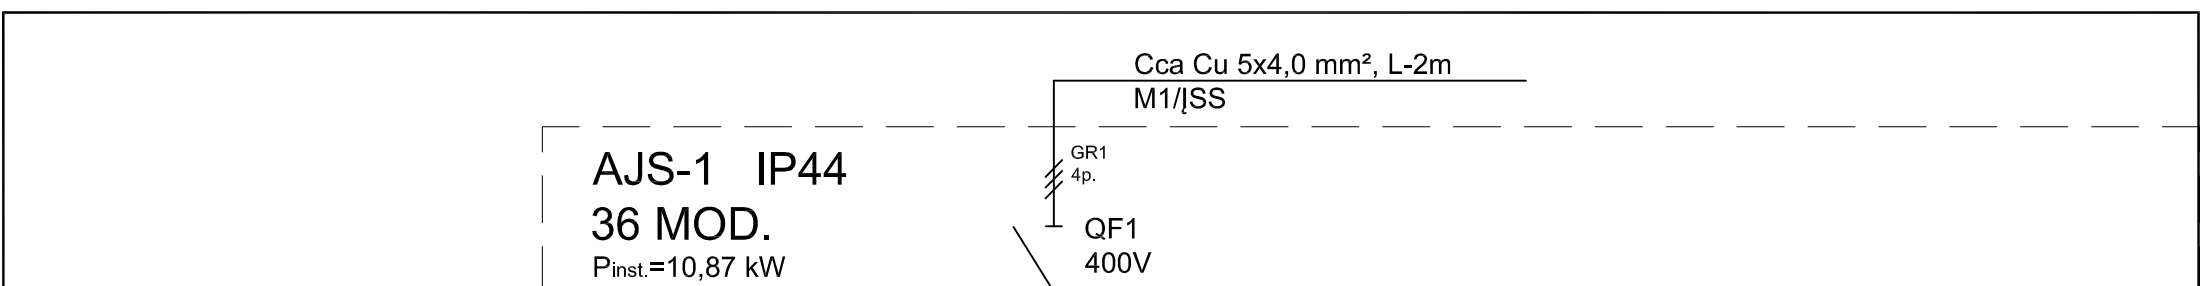 Cca Cu 5x4,0 mm², L-2m
M1/ĮSS
AJS-1 IP44
36 MOD.
Pinst.=10,87 kW
GR1
4p.
QF1
400V